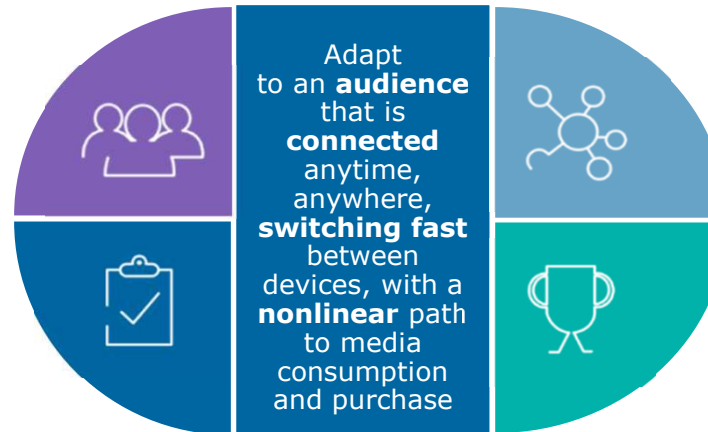 Adapt
to an audience
that is
connected
anytime,
anywhere,
switching fast
between
devices, with a
nonlinear path
to media
consumption
and purchase